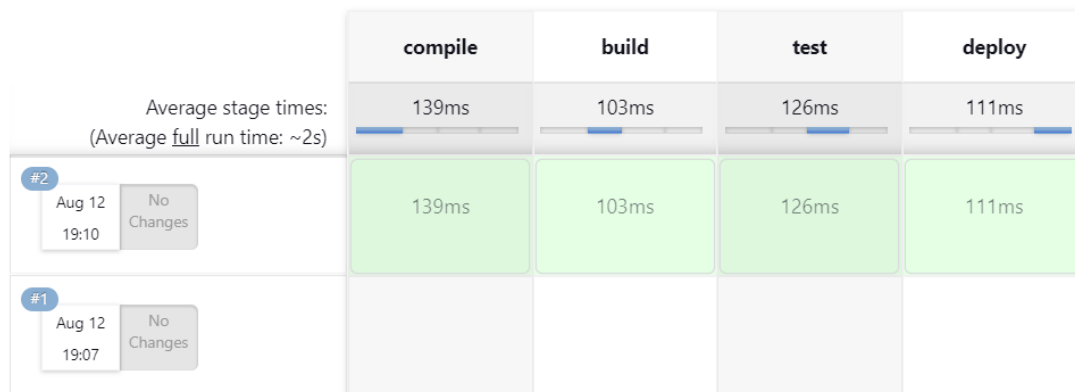 compile build test deploy
Average stage times: 139ms 103ms 126ms 111ms
(Average full run time: ~2s)
#2
Aug 12 No
Changes
19:10
139ms 103ms 126ms 111ms
#1
Aug 12 No
Changes
19:07